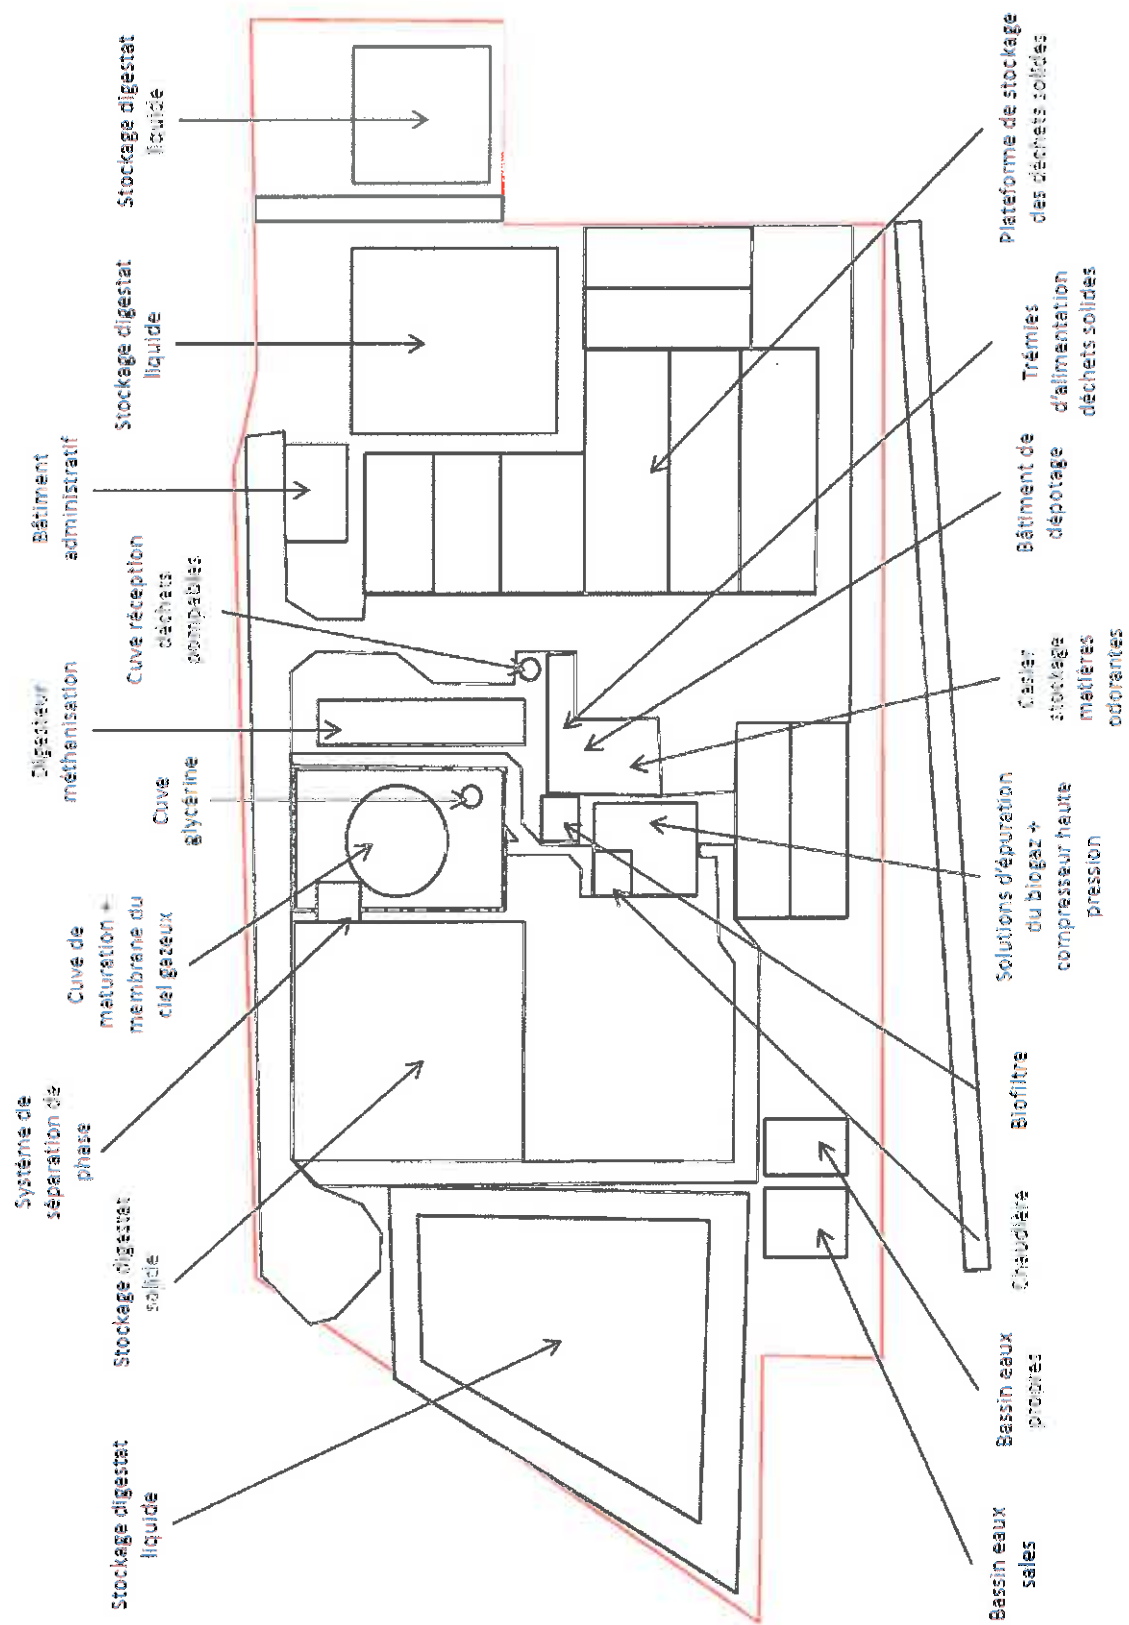 Stockage digestat
liquide
Stockage digestat
solide
Système de
séparation de
phase
Cuve de
maturation +
membrane du
ciel gazeux
Cuve
glycérine
Digesteur
méthanisation
Cuve réception
déchets
pompables
Bâtiment
administratif
Stockage digestat
liquide
Stockage digestat
liquide
Bassin eaux
sales
Bassin eaux
propres
Chaudière
Biofiltre
Solutions d'épuration
du biogaz +
compresseur haute
pression
Casier
stockage
matières
odorantes
Bâtiment de
dépotage
Trémies
d'alimentation
déchets solides
Plateforme de stockage
des déchets solides